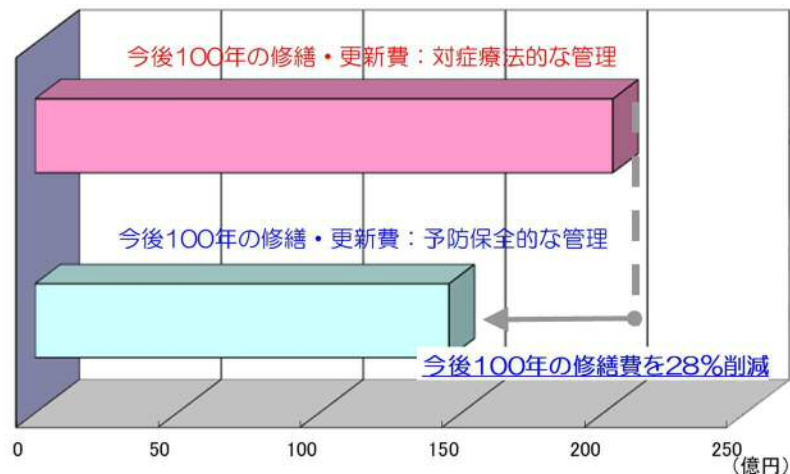 今後100年の修繕・更新費：対症療法的な管理
今後100年の修繕・更新費：予防保全的な管理
今後100年の修繕費を28%削減
0 50 100 150 200 250
(億円)